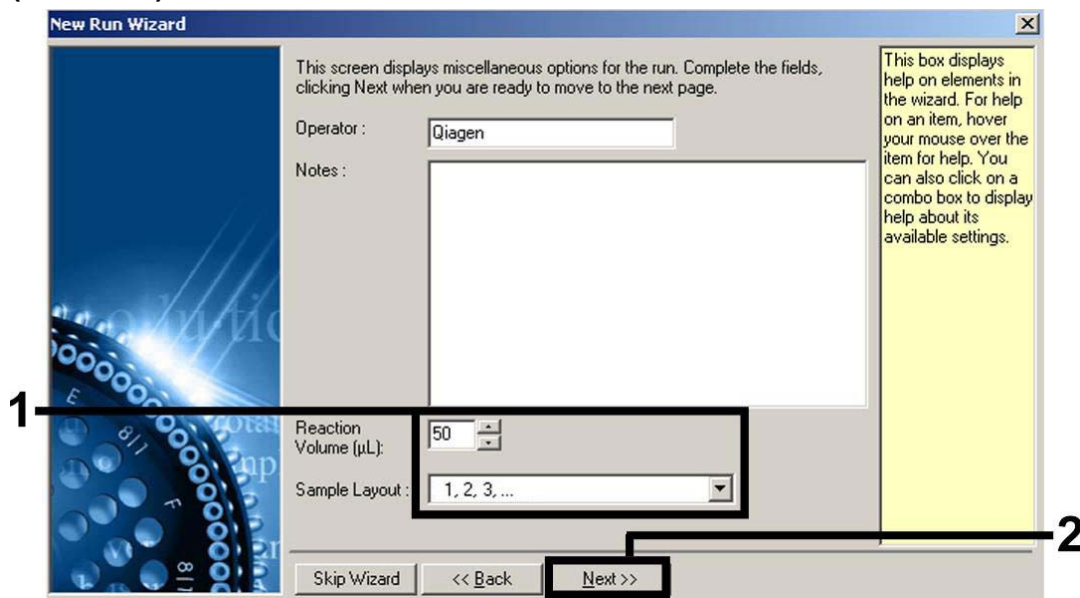 New Run Wizard
This screen displays miscellaneous options for the run. Complete the fields,
clicking Next when you are ready to move to the next page.
Operator :
Qiagen
Notes :
Reaction
Volume (µL):
50
Sample Layout :
1, 2, 3, ...
Skip Wizard
<< Back
Next >>
This box displays
help on elements in
the wizard. For help
on an item, hover
your mouse over the
item for help. You
can also click on a
combo box to display
help about its
available settings.
1
2
E
8/1
F
8/1